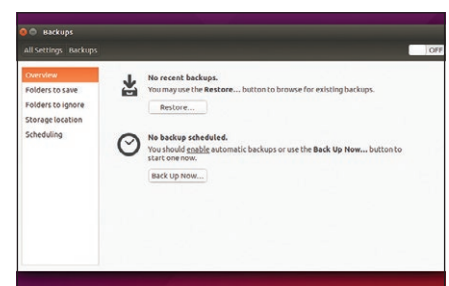 Backups
All Settings Backups
OFF
Overview
Folders to save
Folders to ignore
Storage location
Scheduling
No recent backups.
You may use the Restore... button to browse for existing backups.
Restore...
No backup scheduled.
You should enable automatic backups or use the Back Up Now... button to
start one now.
Back Up Now...